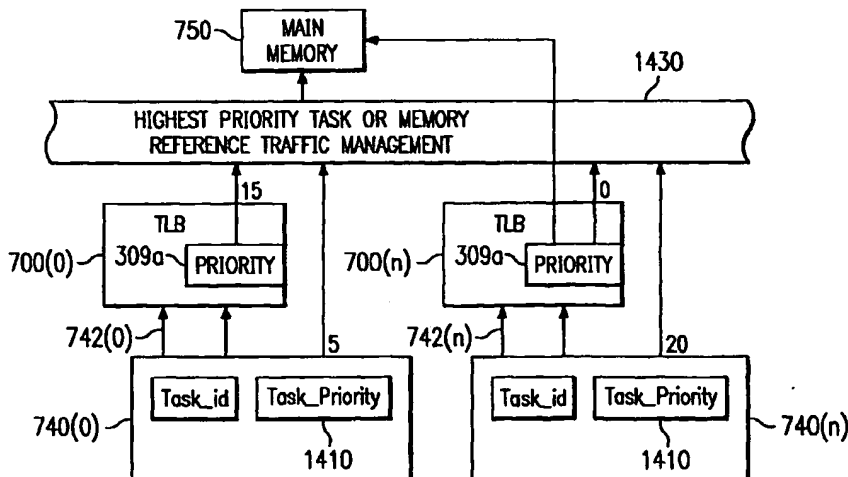 750
MAIN
MEMORY
1430
HIGHEST PRIORITY TASK OR MEMORY
REFERENCE TRAFFIC MANAGEMENT
15
0
TLB
TLB
700(0)
309a
PRIORITY
700(n)
309a
PRIORITY
742(0)
5
742(n)
20
Task_id
Task_Priority
Task_id
Task_Priority
740(0)
1410
1410
740(n)